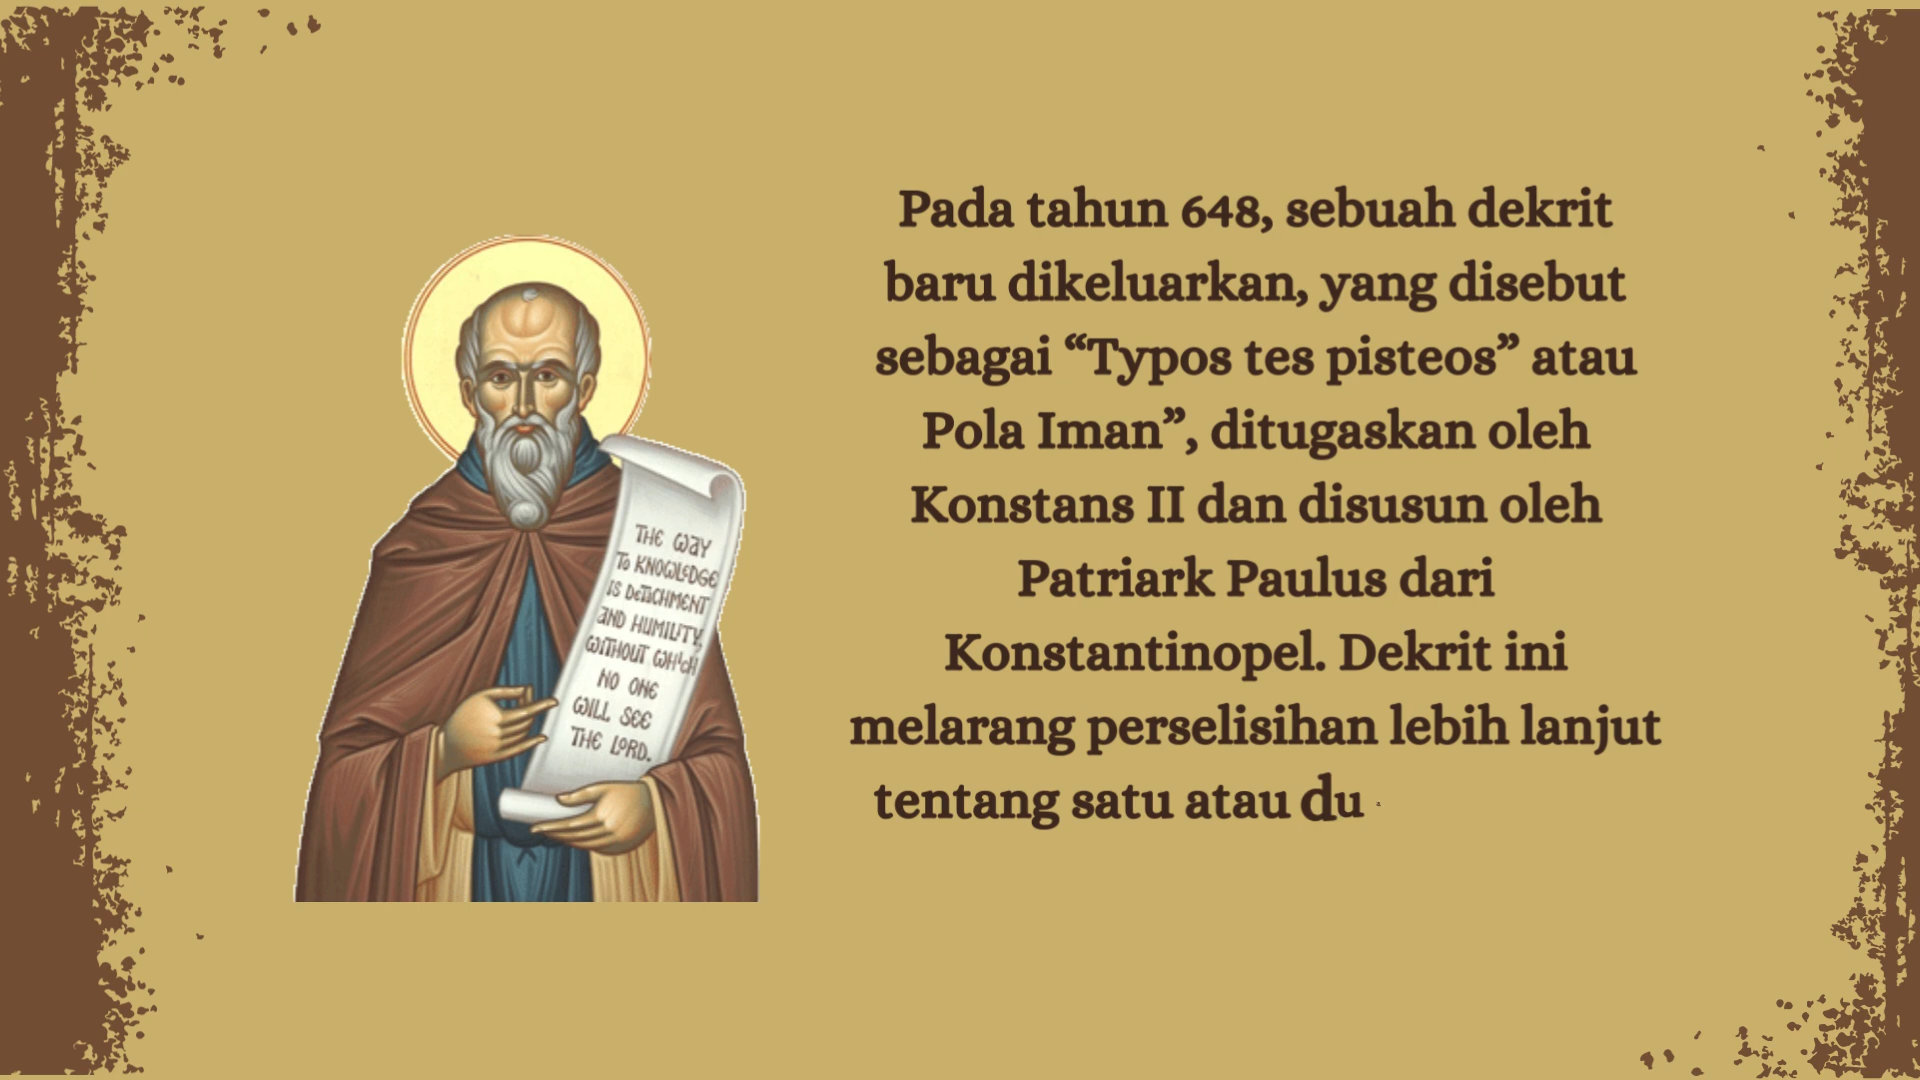 THE WAY
TO KNOWLEDGE
IS DETACHMENT
AND HUMILITY,
WITHOUT WHICH
NO ONE
WILL SEE
THE LORD.
Pada tahun 648, sebuah dekrit
baru dikeluarkan, yang disebut
sebagai “Typos tes pisteos” atau
Pola Iman”, ditugaskan oleh
Konstans II dan disusun oleh
Patriark Paulus dari
Konstantinopel. Dekrit ini
melarang perselisihan lebih lanjut
tentang satu atau du